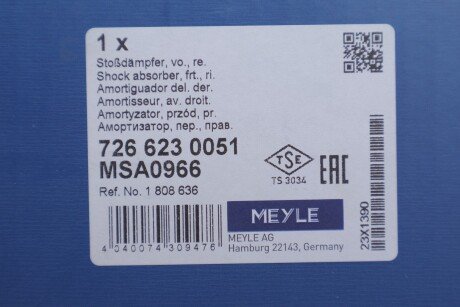 1 x
Stoßdämpfer, vo., re.
Shock absorber, frt., ri.
Amortiguador del. der.
Amortisseur, av. droit.
Amortyzator, przód, pr.
Амортизатор, пер., прав.
726 623 0051
MSA0966
Ref. No. 1 808 636
TSE
TS 3034
EAC
23X1390
MEYLE
MEYLE AG
Hamburg 22143, Germany
4 040074 309476